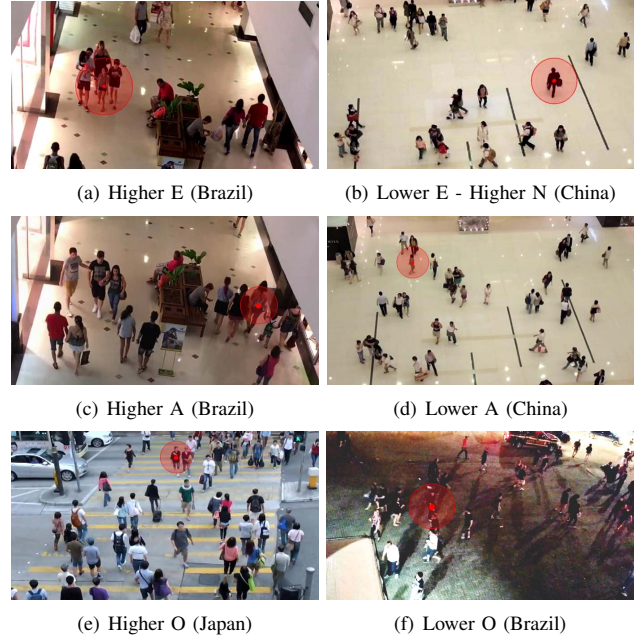 (a) Higher E (Brazil)
(b) Lower E - Higher N (China)
(c) Higher A (Brazil)
(d) Lower A (China)
(e) Higher O (Japan)
(f) Lower O (Brazil)